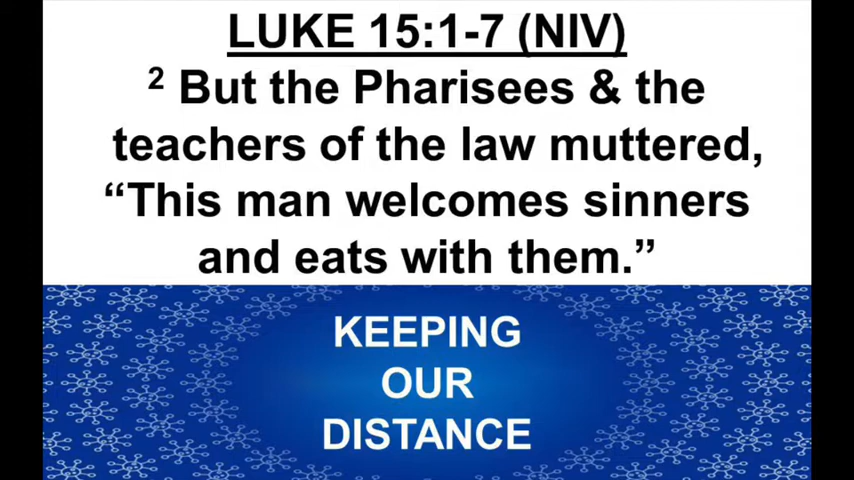 LUKE 15:1-7 (NIV)
2 But the Pharisees & the
teachers of the law muttered,
“This man welcomes sinners
and eats with them.”
KEEPING
OUR
DISTANCE